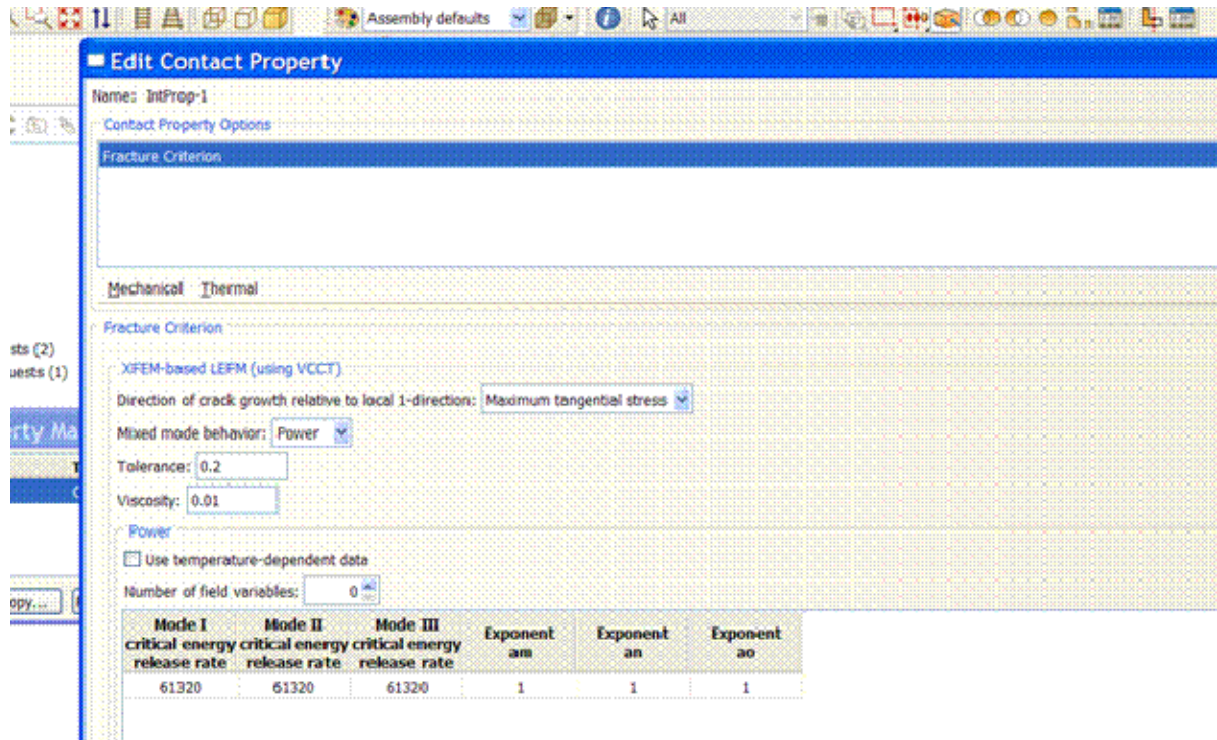 Assembly defaults
All
Edit Contact Property
Name: IntProp-1
Contact Property Options
Fracture Criterion
Mechanical Thermal
Fracture Criterion
sts (2)
uests (1)
XFEM-based LEFM (using VCCT)
Direction of crack growth relative to local 1-direction: Maximum tangential stress
Mixed mode behavior: Power
rty Ma
Tolerance: 0.2
Viscosity: 0.01
Power
Use temperature-dependent data
Number of field variables: 0
opy...
Mode I critical energy release rate Mode II critical energy release rate Mode III critical energy release rate Exponent am Exponent an Exponent ao
61320 61320 61320 1 1 1